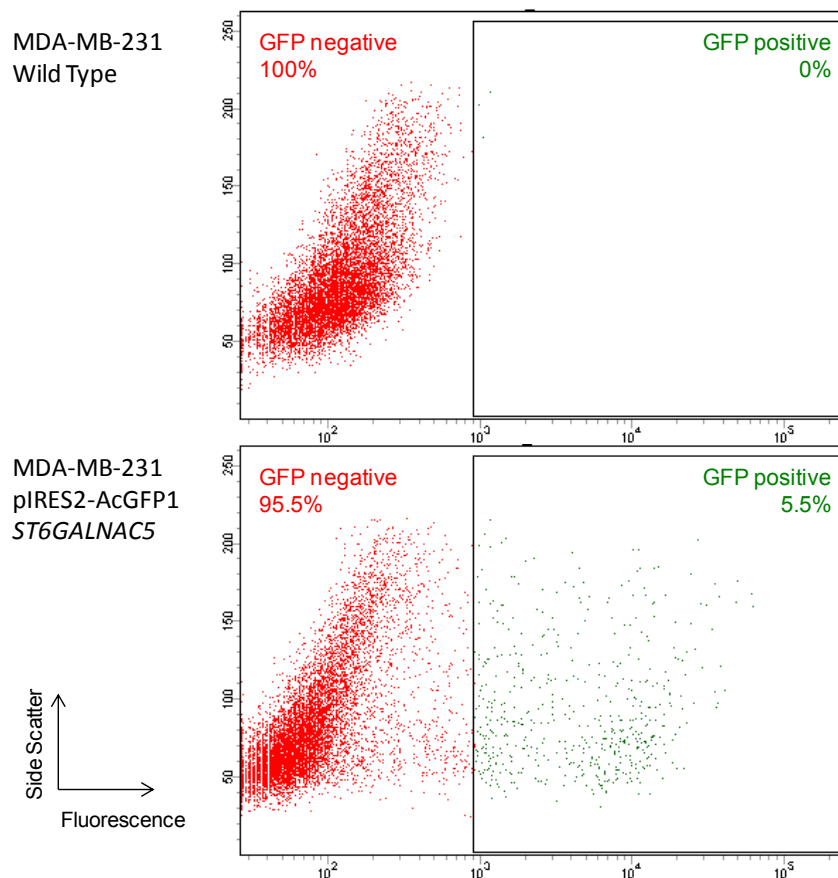 MDA-MB-231
Wild Type
GFP negative
100%
GFP positive
0%
250
200
150
100
50
10²
10³
10⁴
10⁵
MDA-MB-231
pIRES2-AcGFP1
ST6GALNAC5
GFP negative
95.5%
GFP positive
5.5%
250
200
150
100
50
10²
10³
10⁴
10⁵
Side Scatter
Fluorescence